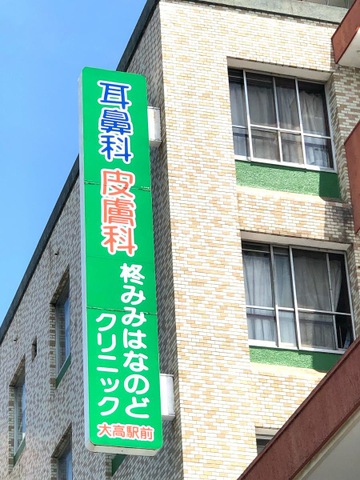 耳鼻科 皮膚科
柊みみはなのど
クリニック
大高駅前